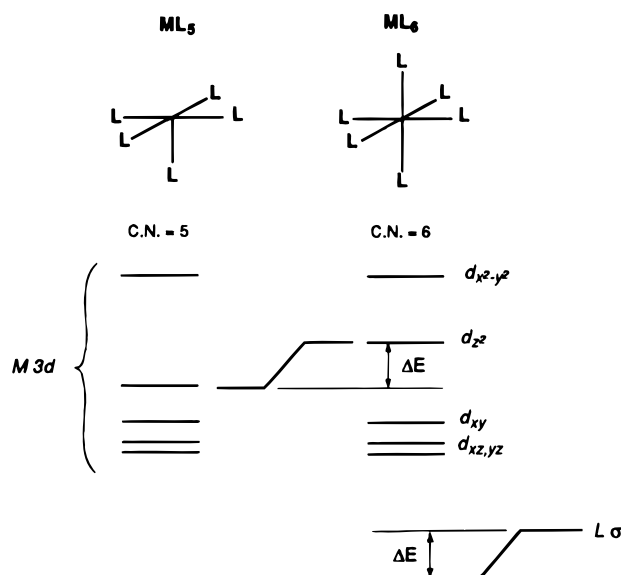 ML5
ML6
L
L
L
L
L
L
L
L
L
L
L
C.N. = 5
C.N. = 6
M 3d
dx²-y²
dz²
ΔE
dxy
dxz,yz
L σ
ΔE